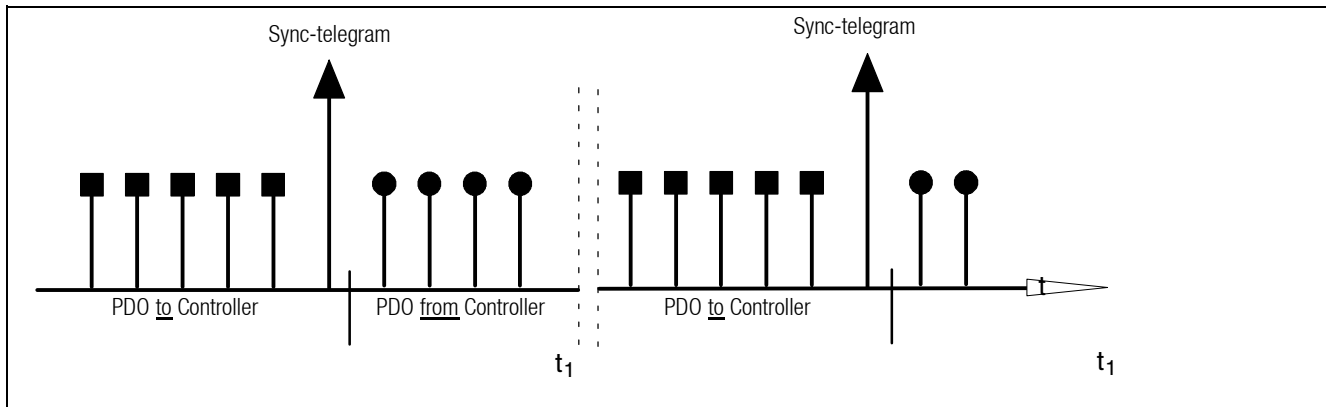 Sync-telegram
Sync-telegram
PDO to Controller
PDO from Controller
PDO to Controller
t
t1
t1